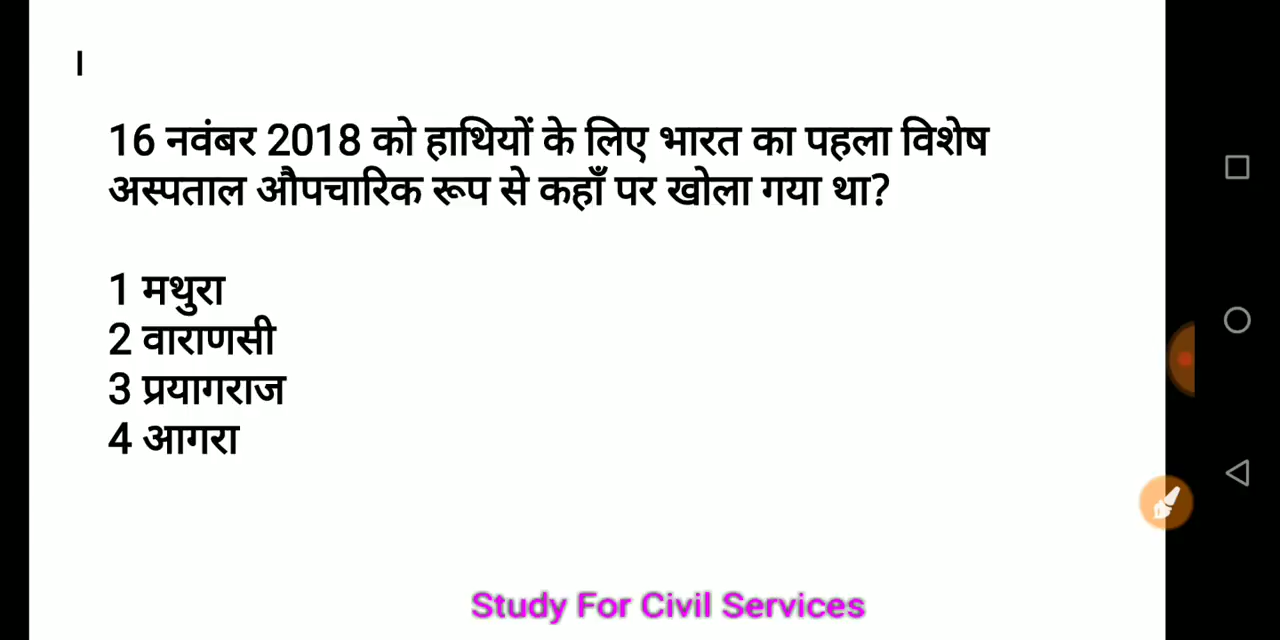 I
16 नवंबर 2018 को हाथियों के लिए भारत का पहला विशेष
अस्पताल औपचारिक रूप से कहाँ पर खोला गया था?
1 मथुरा
2 वाराणसी
3 प्रयागराज
4 आगरा
Study For Civil Services